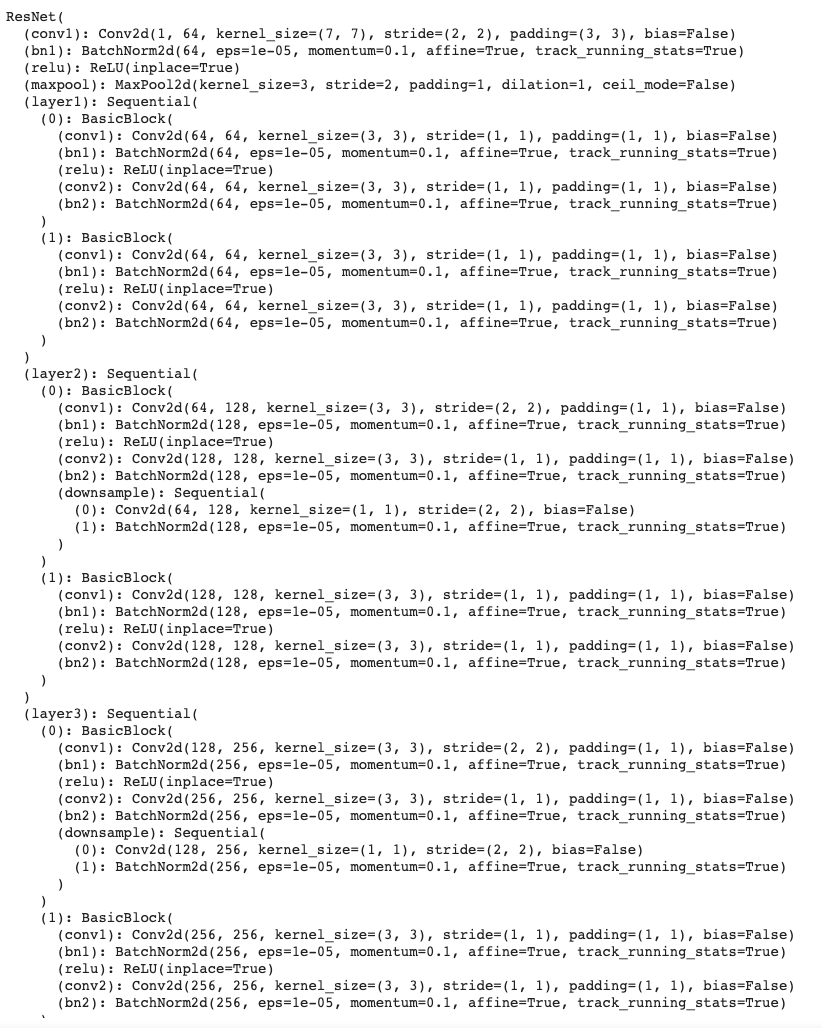 ResNet(
  (conv1): Conv2d(1, 64, kernel_size=(7, 7), stride=(2, 2), padding=(3, 3), bias=False)
  (bn1): BatchNorm2d(64, eps=1e-05, momentum=0.1, affine=True, track_running_stats=True)
  (relu): ReLU(inplace=True)
  (maxpool): MaxPool2d(kernel_size=3, stride=2, padding=1, dilation=1, ceil_mode=False)
  (layer1): Sequential(
    (0): BasicBlock(
      (conv1): Conv2d(64, 64, kernel_size=(3, 3), stride=(1, 1), padding=(1, 1), bias=False)
      (bn1): BatchNorm2d(64, eps=1e-05, momentum=0.1, affine=True, track_running_stats=True)
      (relu): ReLU(inplace=True)
      (conv2): Conv2d(64, 64, kernel_size=(3, 3), stride=(1, 1), padding=(1, 1), bias=False)
      (bn2): BatchNorm2d(64, eps=1e-05, momentum=0.1, affine=True, track_running_stats=True)
    )
    (1): BasicBlock(
      (conv1): Conv2d(64, 64, kernel_size=(3, 3), stride=(1, 1), padding=(1, 1), bias=False)
      (bn1): BatchNorm2d(64, eps=1e-05, momentum=0.1, affine=True, track_running_stats=True)
      (relu): ReLU(inplace=True)
      (conv2): Conv2d(64, 64, kernel_size=(3, 3), stride=(1, 1), padding=(1, 1), bias=False)
      (bn2): BatchNorm2d(64, eps=1e-05, momentum=0.1, affine=True, track_running_stats=True)
    )
  )
  (layer2): Sequential(
    (0): BasicBlock(
      (conv1): Conv2d(64, 128, kernel_size=(3, 3), stride=(2, 2), padding=(1, 1), bias=False)
      (bn1): BatchNorm2d(128, eps=1e-05, momentum=0.1, affine=True, track_running_stats=True)
      (relu): ReLU(inplace=True)
      (conv2): Conv2d(128, 128, kernel_size=(3, 3), stride=(1, 1), padding=(1, 1), bias=False)
      (bn2): BatchNorm2d(128, eps=1e-05, momentum=0.1, affine=True, track_running_stats=True)
      (downsample): Sequential(
        (0): Conv2d(64, 128, kernel_size=(1, 1), stride=(2, 2), bias=False)
        (1): BatchNorm2d(128, eps=1e-05, momentum=0.1, affine=True, track_running_stats=True)
      )
    )
    (1): BasicBlock(
      (conv1): Conv2d(128, 128, kernel_size=(3, 3), stride=(1, 1), padding=(1, 1), bias=False)
      (bn1): BatchNorm2d(128, eps=1e-05, momentum=0.1, affine=True, track_running_stats=True)
      (relu): ReLU(inplace=True)
      (conv2): Conv2d(128, 128, kernel_size=(3, 3), stride=(1, 1), padding=(1, 1), bias=False)
      (bn2): BatchNorm2d(128, eps=1e-05, momentum=0.1, affine=True, track_running_stats=True)
    )
  )
  (layer3): Sequential(
    (0): BasicBlock(
      (conv1): Conv2d(128, 256, kernel_size=(3, 3), stride=(2, 2), padding=(1, 1), bias=False)
      (bn1): BatchNorm2d(256, eps=1e-05, momentum=0.1, affine=True, track_running_stats=True)
      (relu): ReLU(inplace=True)
      (conv2): Conv2d(256, 256, kernel_size=(3, 3), stride=(1, 1), padding=(1, 1), bias=False)
      (bn2): BatchNorm2d(256, eps=1e-05, momentum=0.1, affine=True, track_running_stats=True)
      (downsample): Sequential(
        (0): Conv2d(128, 256, kernel_size=(1, 1), stride=(2, 2), bias=False)
        (1): BatchNorm2d(256, eps=1e-05, momentum=0.1, affine=True, track_running_stats=True)
      )
    )
    (1): BasicBlock(
      (conv1): Conv2d(256, 256, kernel_size=(3, 3), stride=(1, 1), padding=(1, 1), bias=False)
      (bn1): BatchNorm2d(256, eps=1e-05, momentum=0.1, affine=True, track_running_stats=True)
      (relu): ReLU(inplace=True)
      (conv2): Conv2d(256, 256, kernel_size=(3, 3), stride=(1, 1), padding=(1, 1), bias=False)
      (bn2): BatchNorm2d(256, eps=1e-05, momentum=0.1, affine=True, track_running_stats=True)